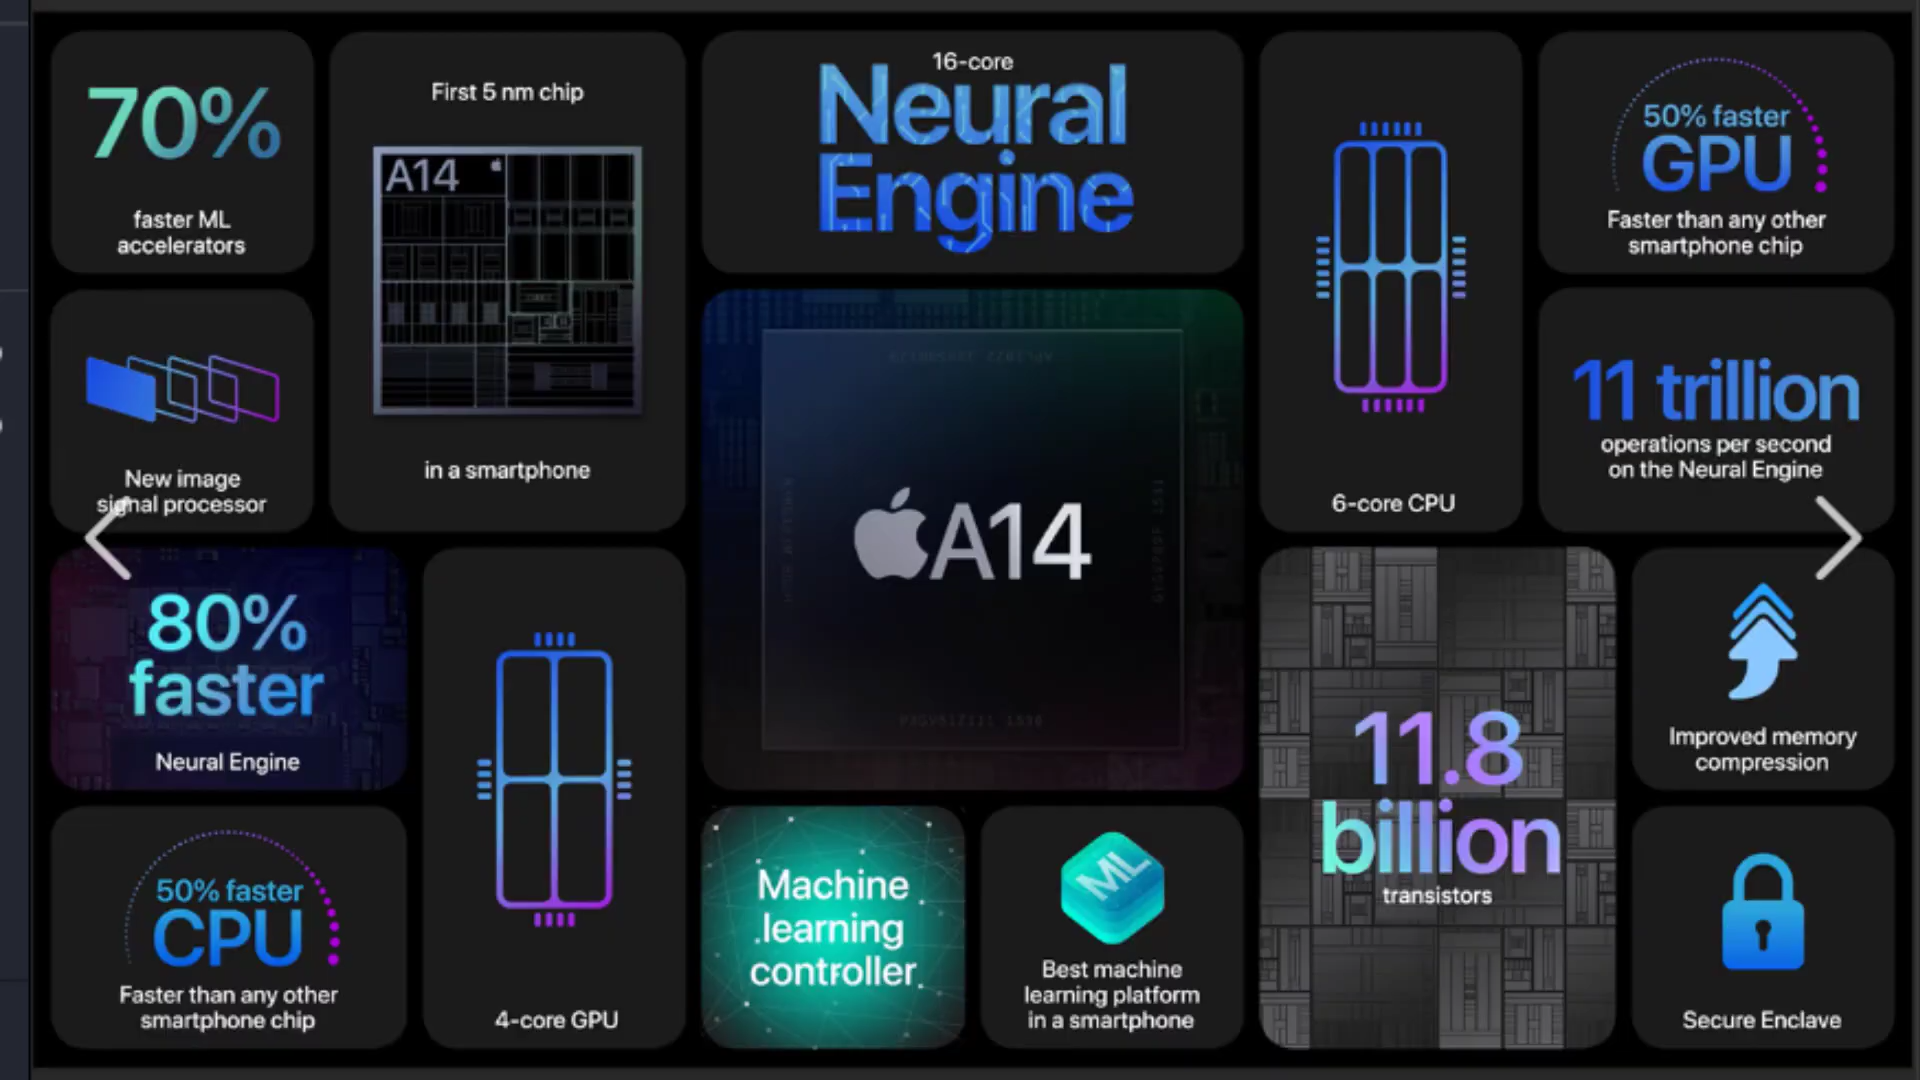 70%
faster ML
accelerators
First 5 nm chip
A14
in a smartphone
16-core
Neural
Engine
6-core CPU
50% faster
GPU
Faster than any other
smartphone chip
New image
signal processor
11 trillion
operations per second
on the Neural Engine
A14
80%
faster
Neural Engine
4-core GPU
11.8
billion
transistors
Improved memory
compression
50% faster
CPU
Faster than any other
smartphone chip
Machine
learning
controller
ML
Best machine
learning platform
in a smartphone
Secure Enclave